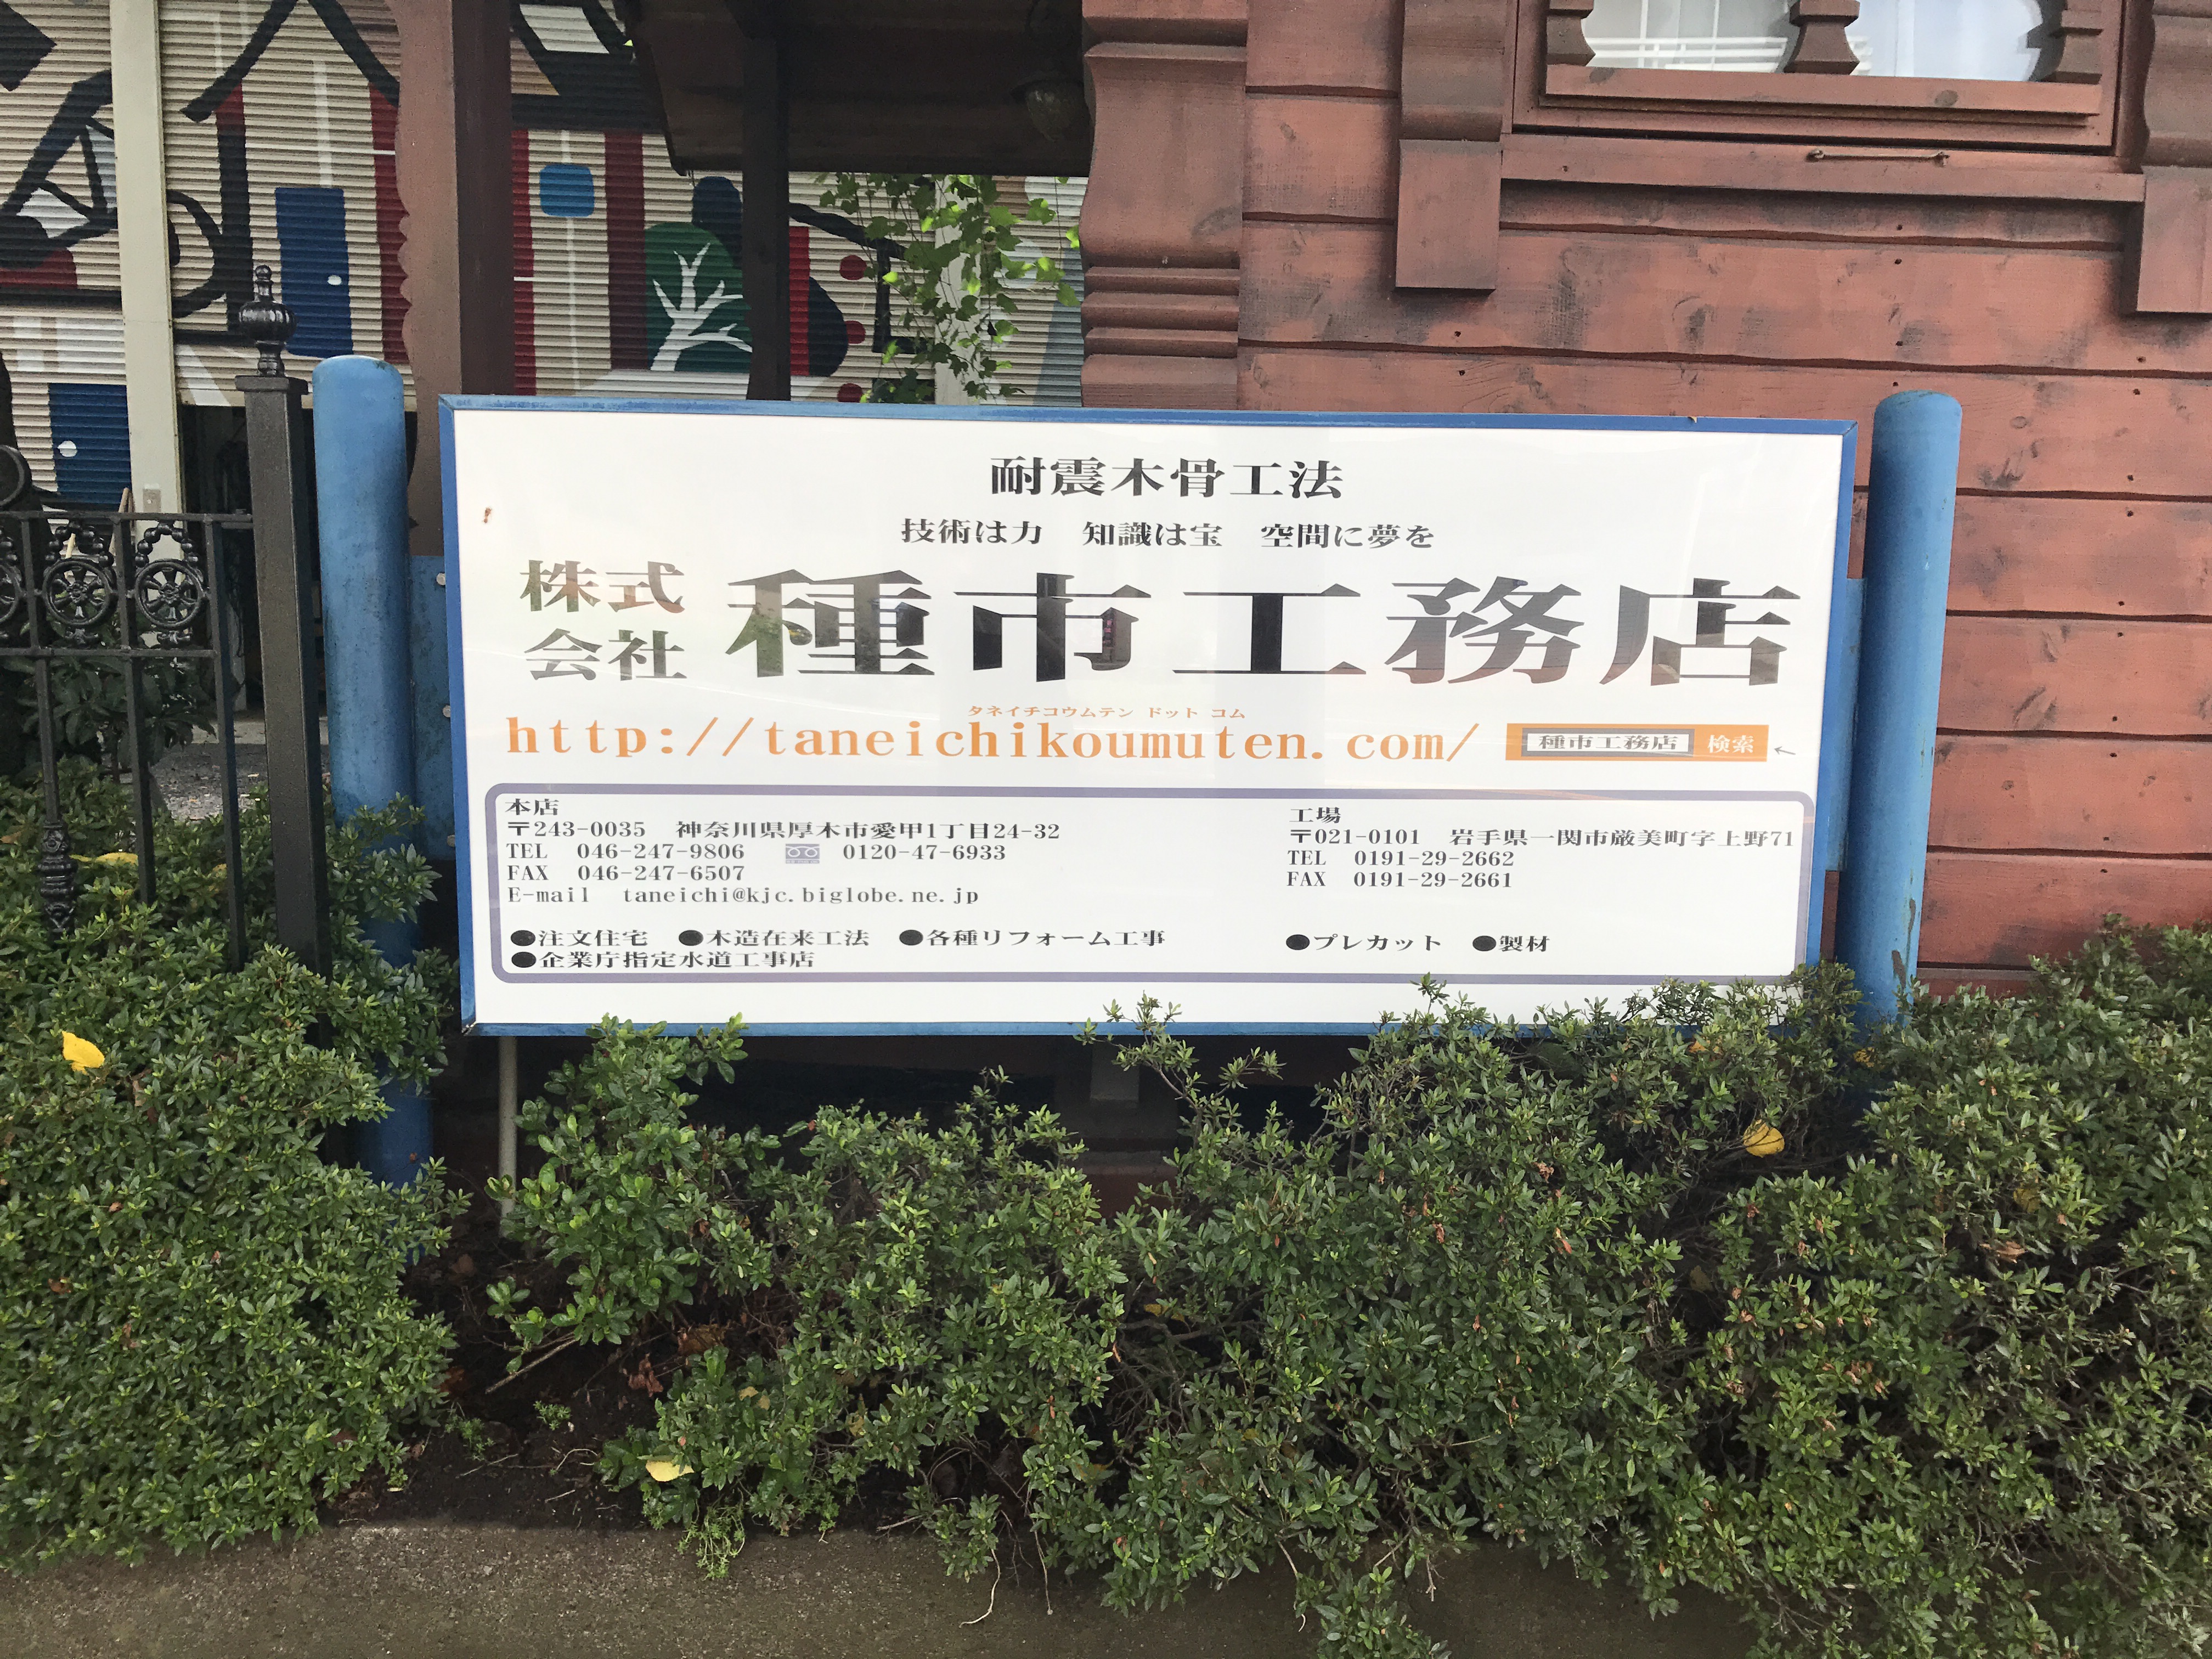 耐震木骨工法
技術は力　知識は宝　空間に夢を
株式会社 種市工務店
タネイチコウムテン ドット コム
http://taneichikoumuten.com/ 種市工務店 検索
本店
〒243-0035　神奈川県厚木市愛甲1丁目24-32
TEL　046-247-9806　0120-47-6933
FAX　046-247-6507
E-mail　taneichi@kjc.biglobe.ne.jp
●注文住宅　●木造在来工法　●各種リフォーム工事
●企業庁指定水道工事店
工場
〒021-0101　岩手県一関市厳美町字上野71
TEL　0191-29-2662
FAX　0191-29-2661
●プレカット　●製材